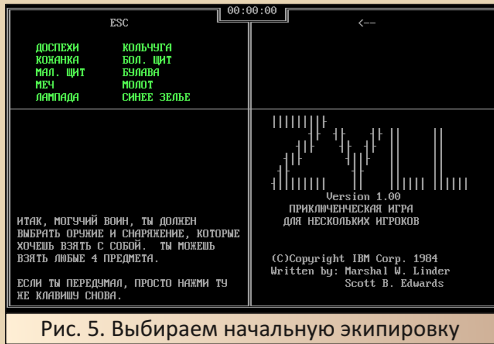 00:00:00
ESC
<--
ДОСПЕХИ КОЛЬЧУГА
КОЖАНКА БОЛ. ЩИТ
МАЛ. ЩИТ БУЛАВА
МЕЧ МОЛОТ
ЛАМПАДА СИНЕЕ ЗЕЛЬЕ
ИТАК, МОГУЧИЙ ВОИН, ТЫ ДОЛЖЕН
ВЫБРАТЬ ОРУЖИЕ И СНАРЯЖЕНИЕ, КОТОРЫЕ
ХОЧЕШЬ ВЗЯТЬ С СОБОЙ. ТЫ МОЖЕШЬ
ВЗЯТЬ ЛЮБЫЕ 4 ПРЕДМЕТА.
ЕСЛИ ТЫ ПЕРЕДУМАЛ, ПРОСТО НАЖМИ ТУ
ЖЕ КЛАВИШУ СНОВА.
ZYLL
Version 1.00
ПРИКЛЮЧЕНЧЕСКАЯ ИГРА
ДЛЯ НЕСКОЛЬКИХ ИГРОКОВ
(C)Copyright IBM Corp. 1984
Written by: Marshal W. Linder
Scott B. Edwards
Рис. 5. Выбираем начальную экипировку